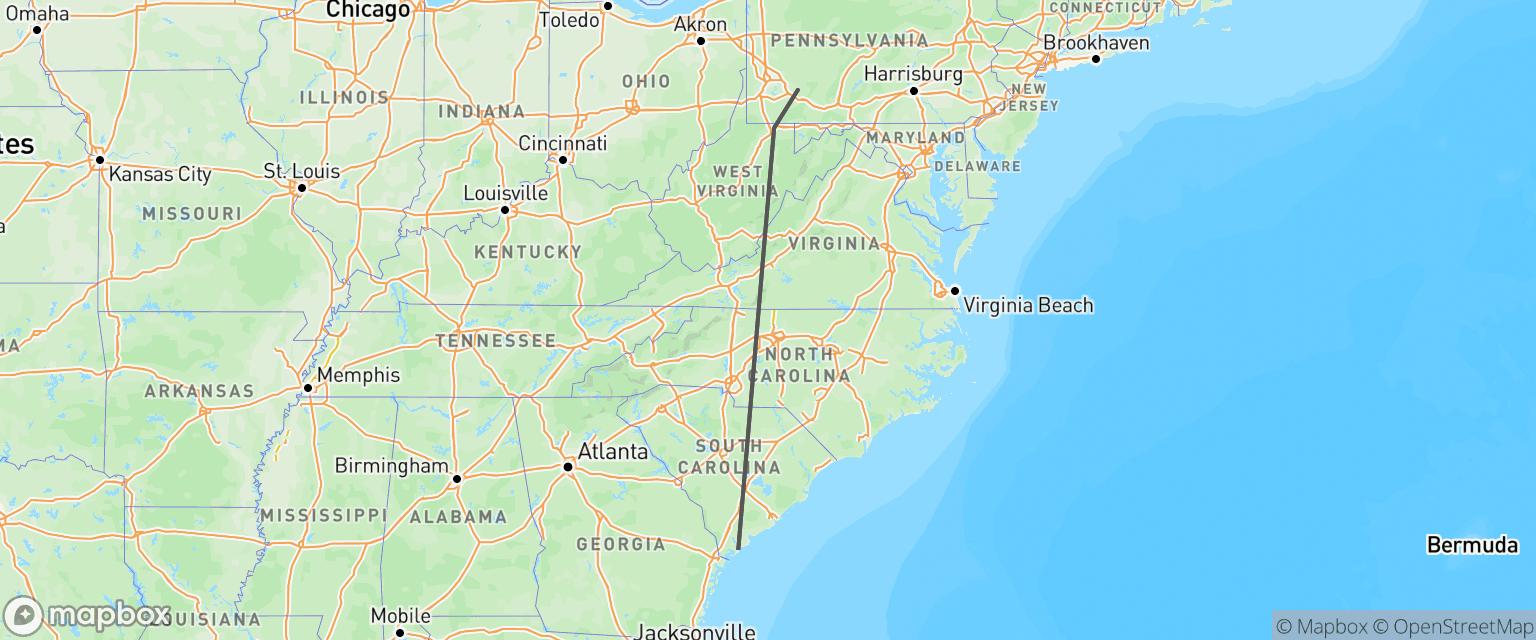 Omaha
Chicago
Toledo
Akron
CONNECTICUT
PENNSYLVANIA
Brookhaven
OHIO
Harrisburg
ILLINOIS
NEW
JERSEY
INDIANA
tes
Cincinnati
MARYLAND
Kansas City
St. Louis
WEST
VIRGINIA
DELAWARE
Louisville
MISSOURI
a
KENTUCKY
VIRGINIA
Virginia Beach
MA
TENNESSEE
NORTH
CAROLINA
Memphis
ARKANSAS
SOUTH
CAROLINA
Atlanta
Birmingham
MISSISSIPPI
ALABAMA
GEORGIA
Bermuda
mapbox
LOUISIANA
Mobile
Jacksonville
© Mapbox © OpenStreetMap